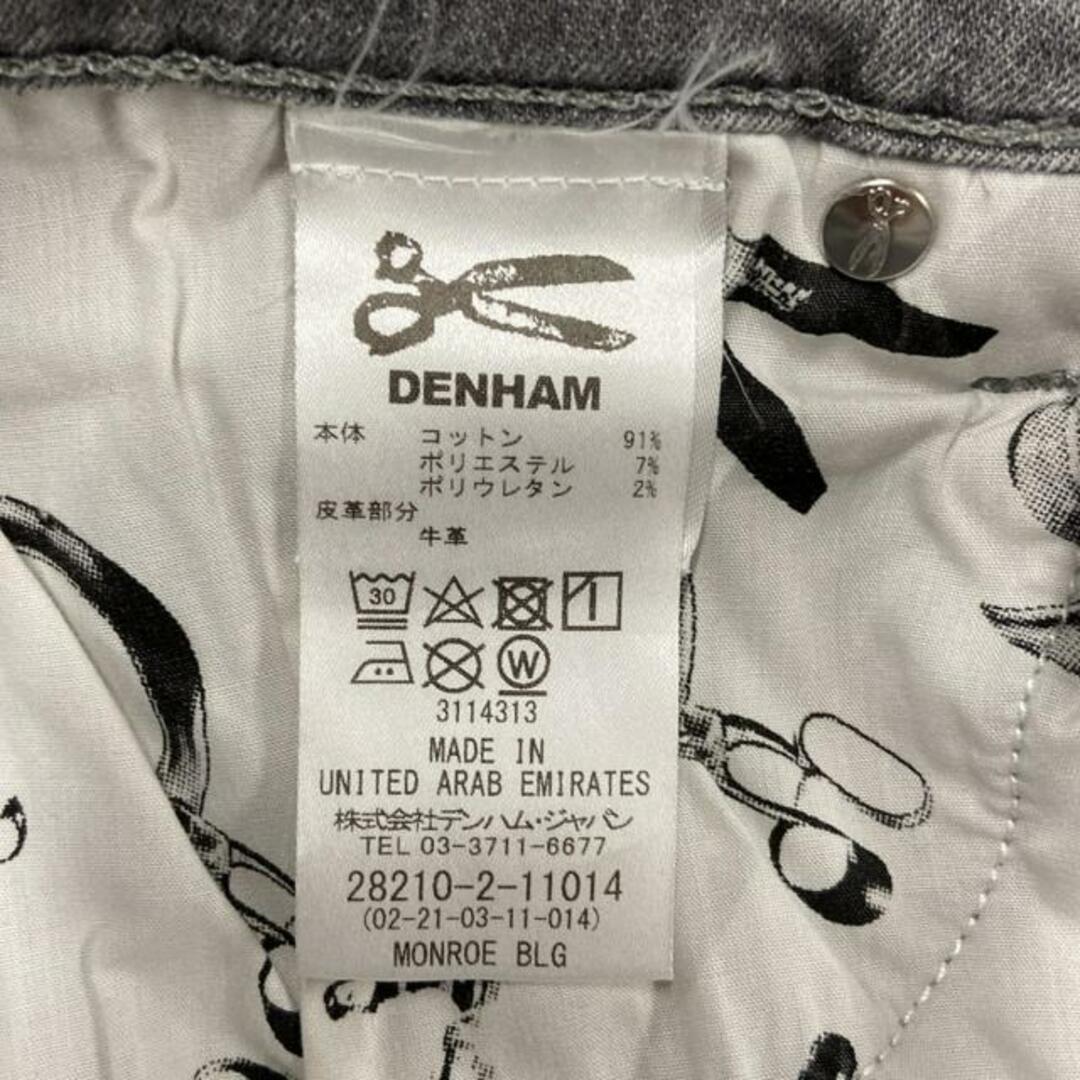 DENHAM
本体 コットン 91%
ポリエステル 7%
ポリウレタン 2%
皮革部分
牛革
30
W
3114313
MADE IN
UNITED ARAB EMIRATES
株式会社デンハム・ジャパン
TEL 03-3711-6677
28210-2-11014
(02-21-03-11-014)
MONROE BLG